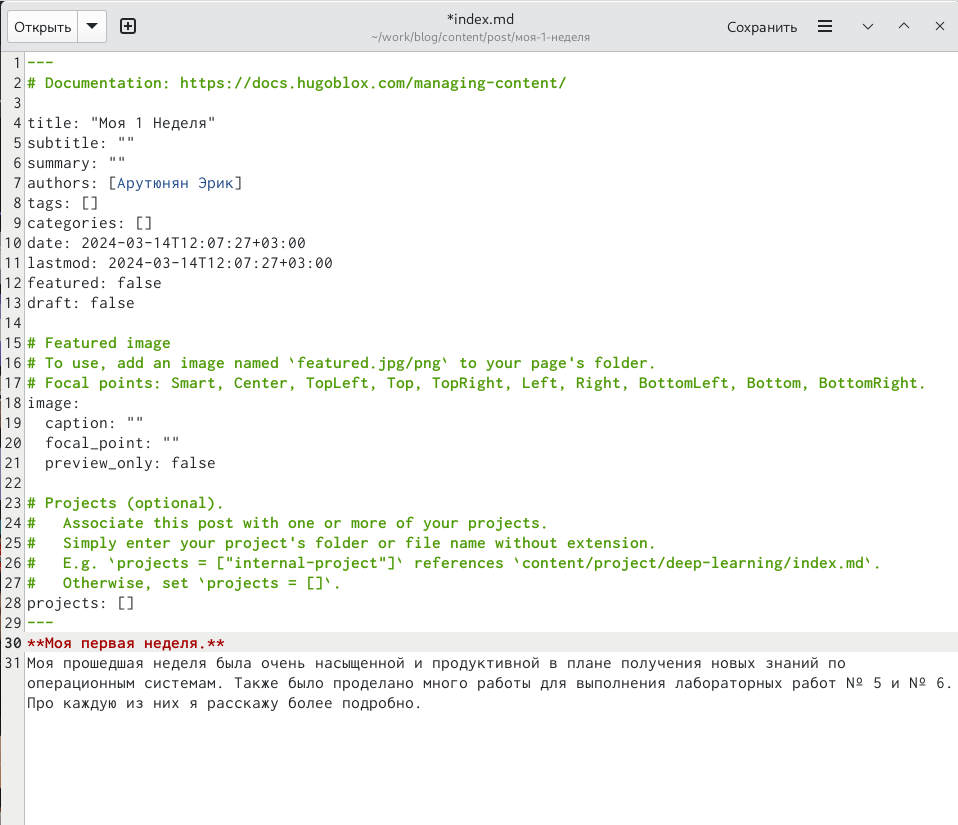 Открыть
*index.md
~/work/blog/content/post/моя-1-неделя
Сохранить
1 ---
2 # Documentation: https://docs.hugoblox.com/managing-content/
3
4 title: "Моя 1 Неделя"
5 subtitle: ""
6 summary: ""
7 authors: [Арутюнян Эрик]
8 tags: []
9 categories: []
10 date: 2024-03-14T12:07:27+03:00
11 lastmod: 2024-03-14T12:07:27+03:00
12 featured: false
13 draft: false
14
15 # Featured image
16 # To use, add an image named `featured.jpg/png` to your page's folder.
17 # Focal points: Smart, Center, TopLeft, Top, TopRight, Left, Right, BottomLeft, Bottom, BottomRight.
18 image:
19   caption: ""
20   focal_point: ""
21   preview_only: false
22
23 # Projects (optional).
24 #   Associate this post with one or more of your projects.
25 #   Simply enter your project's folder or file name without extension.
26 #   E.g. `projects = ["internal-project"]` references `content/project/deep-learning/index.md`.
27 #   Otherwise, set `projects = []`.
28 projects: []
29 ---
30 **Моя первая неделя.**
31 Моя прошедшая неделя была очень насыщенной и продуктивной в плане получения новых знаний по
операционным системам. Также было проделано много работы для выполнения лабораторных работ № 5 и № 6.
Про каждую из них я расскажу более подробно.